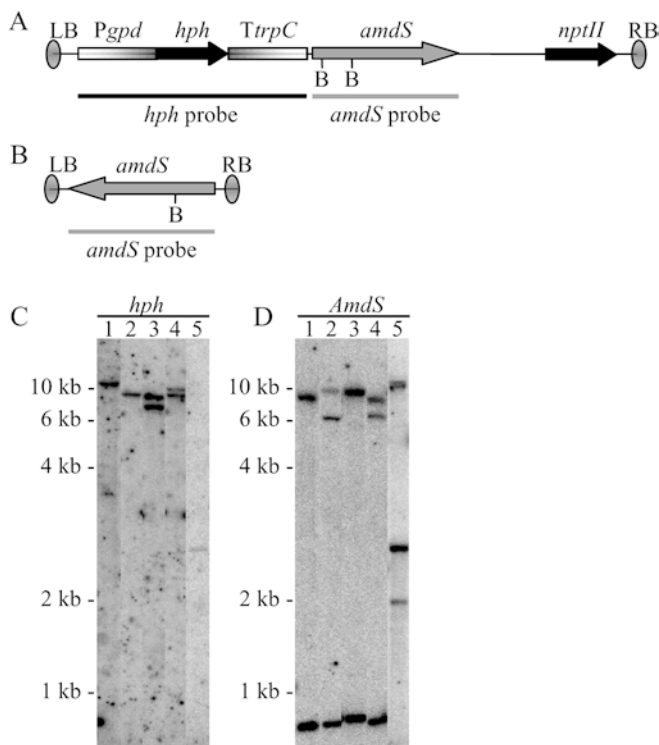 A
LB Pgpd hph TtrpC amdS nptII RB
B B
hph probe amdS probe
B
LB amdS RB
B
amdS probe
C hph
1 2 3 4 5
10 kb -
6 kb -
4 kb -
2 kb -
1 kb -
D AmdS
1 2 3 4 5
10 kb -
6 kb -
4 kb -
2 kb -
1 kb -